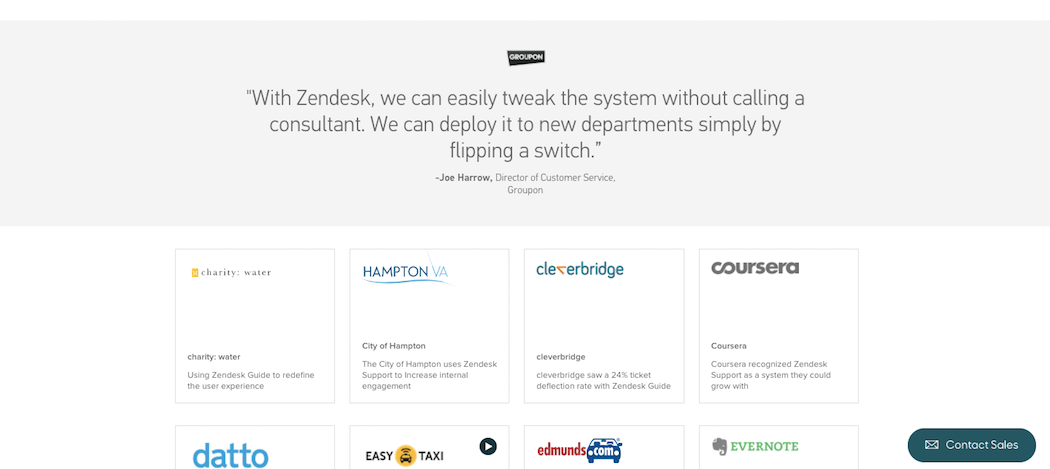 GROUPON
"With Zendesk, we can easily tweak the system without calling a
consultant. We can deploy it to new departments simply by
flipping a switch.”
-Joe Harrow, Director of Customer Service,
Groupon
charity: water
HAMPTON VA
cleverbridge
coursera
charity: water
Using Zendesk Guide to redefine
the user experience
City of Hampton
The City of Hampton uses Zendesk
Support to Increase internal
engagement
cleverbridge
cleverbridge saw a 24% ticket
deflection rate with Zendesk Guide
Coursera
Coursera recognized Zendesk
Support as a system they could
grow with
datto
EASY TAXI
edmunds.com
EVERNOTE
Contact Sales